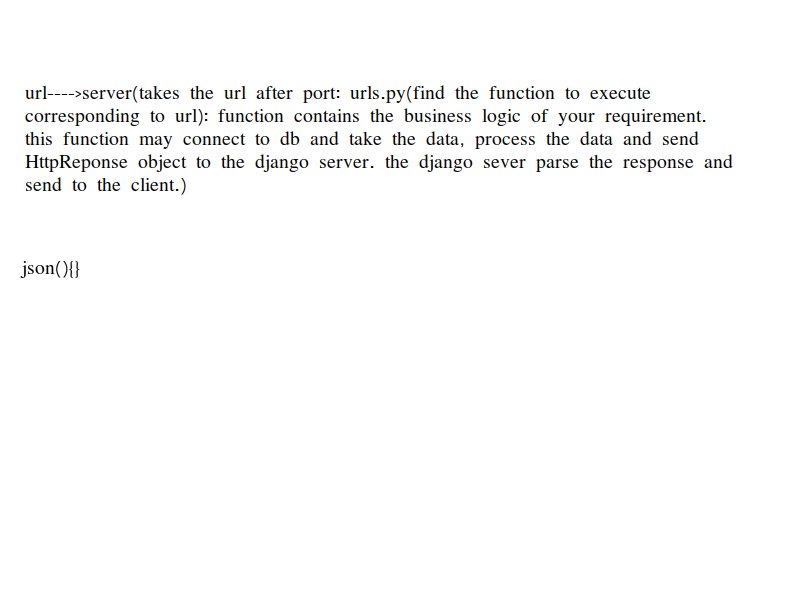 url---->server(takes the url after port: urls.py(find the function to execute
corresponding to url): function contains the business logic of your requirement.
this function may connect to db and take the data, process the data and send
HttpReponse object to the django server. the django sever parse the response and
send to the client.)
json(){}